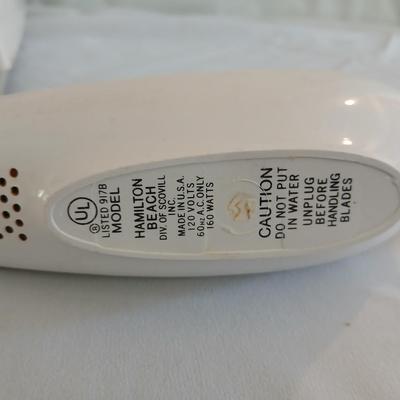 UL
®
LISTED 917B
MODEL
HAMILTON
BEACH
DIV. OF SCOVILL
INC.
MADE IN U.S.A.
120 VOLTS
60HZ A.C. ONLY
160 WATTS
CAUTION
DO NOT PUT
IN WATER
UNPLUG
BEFORE
HANDLING
BLADES